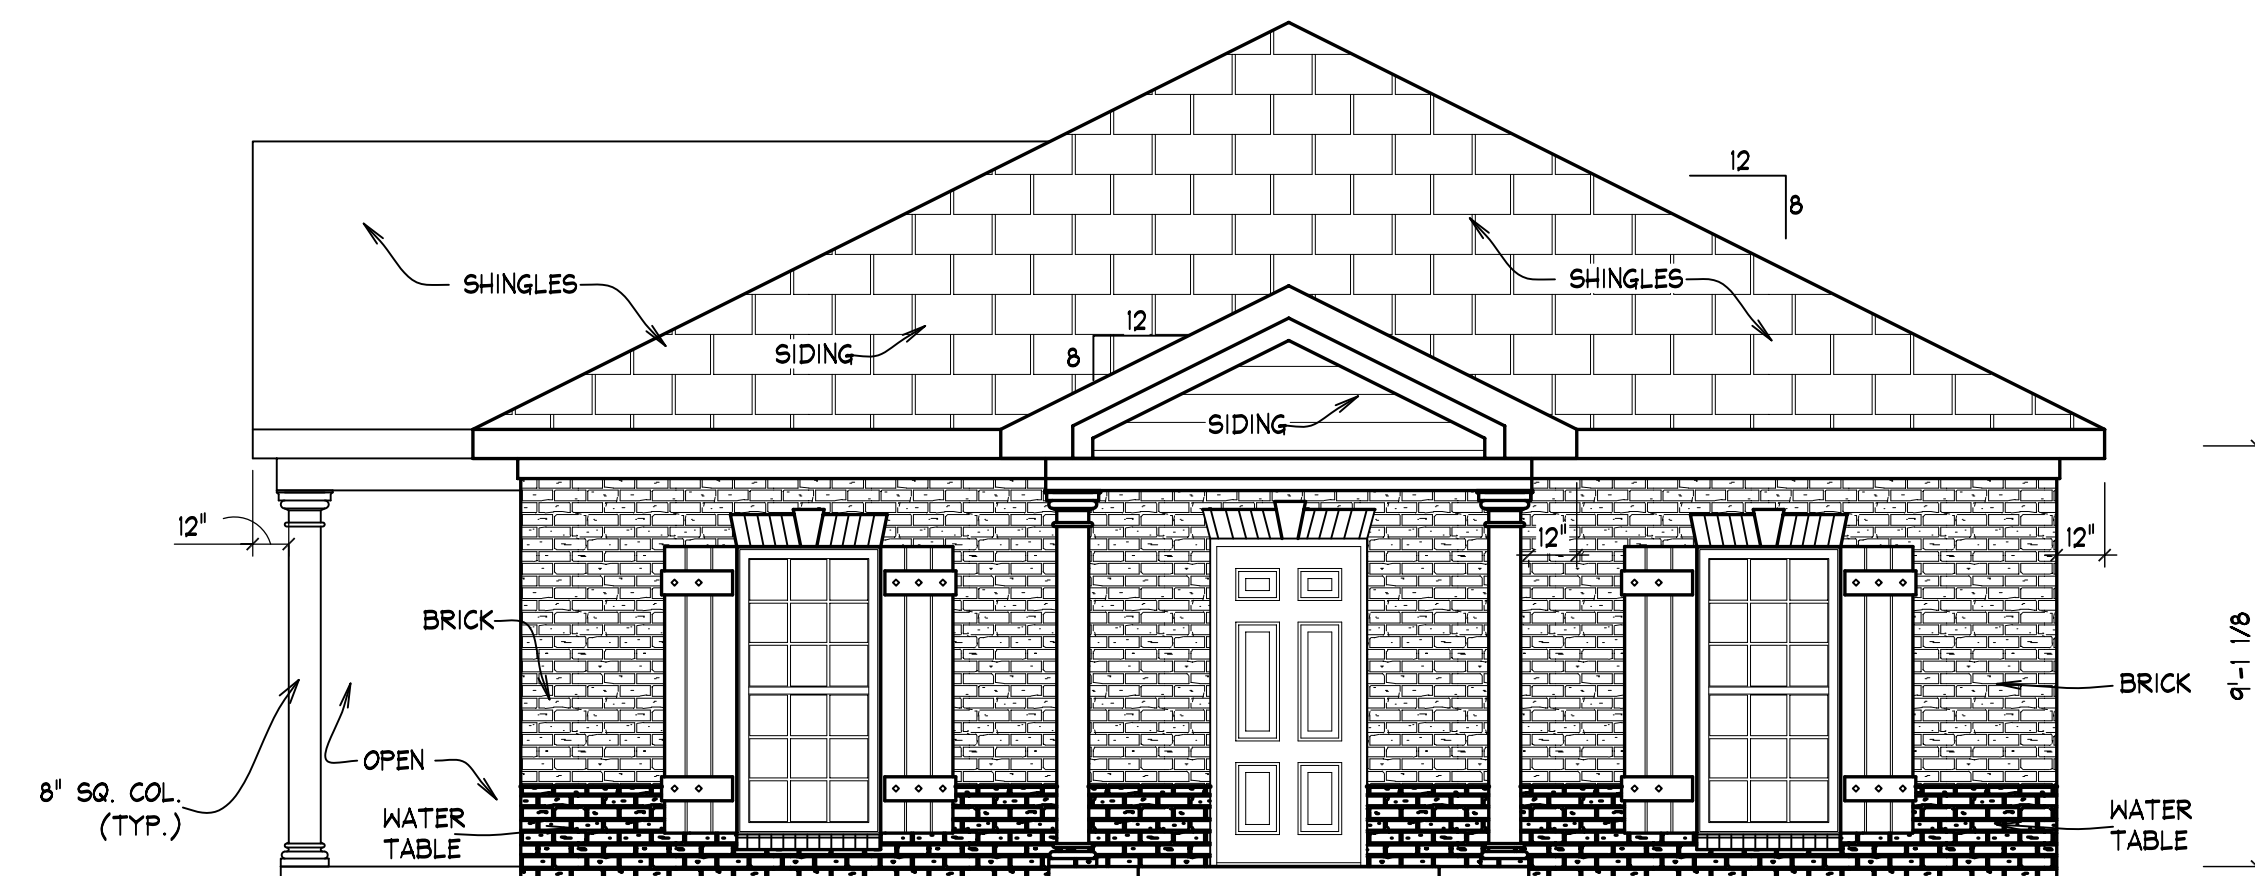 12
8
SHINGLES
SHINGLES
12
8
SIDING
SIDING
12"
12"
12"
BRICK
9'-1 1/8
BRICK
OPEN
8" SQ. COL.
(TYP.)
WATER
TABLE
WATER
TABLE